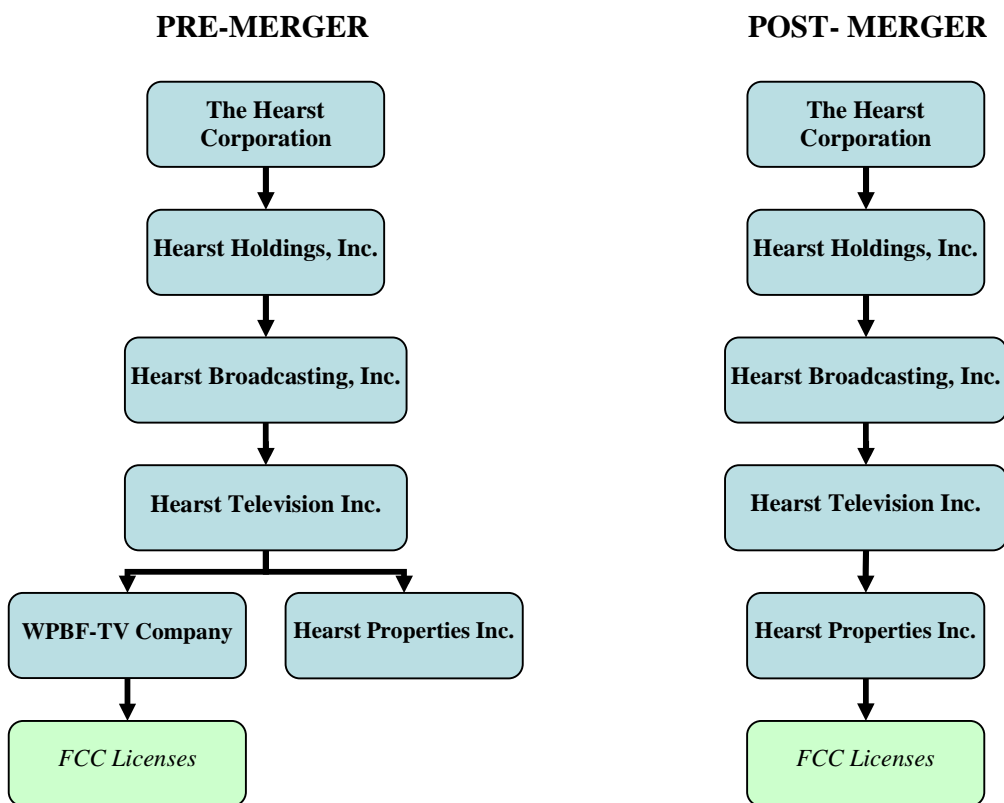 PRE-MERGER
The Hearst
Corporation
Hearst Holdings, Inc.
Hearst Broadcasting, Inc.
Hearst Television Inc.
WPBF-TV Company
Hearst Properties Inc.
FCC Licenses
POST- MERGER
The Hearst
Corporation
Hearst Holdings, Inc.
Hearst Broadcasting, Inc.
Hearst Television Inc.
Hearst Properties Inc.
FCC Licenses